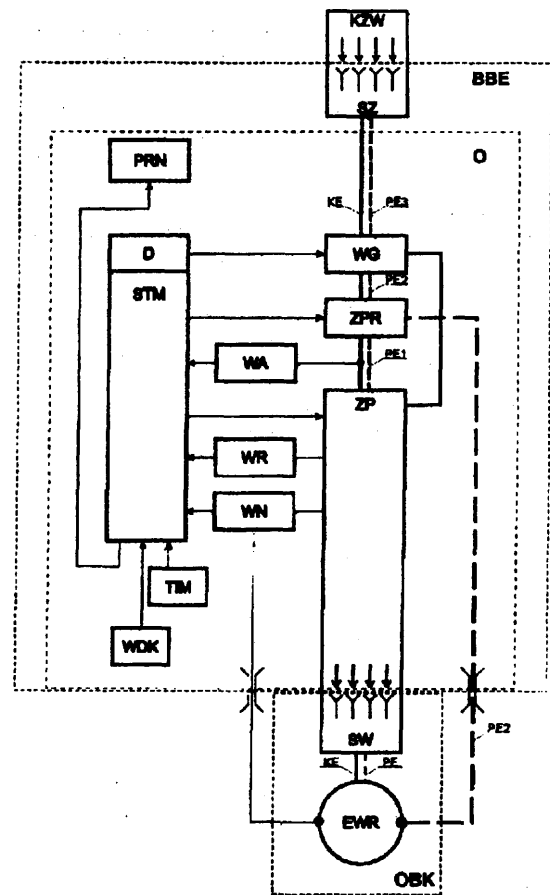 KZW
BBE
SZ
PRN
O
KE
PE3
D
WG
STM
PE2
ZPR
WA
PE1
ZP
WR
WN
TIM
WDK
SW
PE2
KE
PE
EWR
OBK